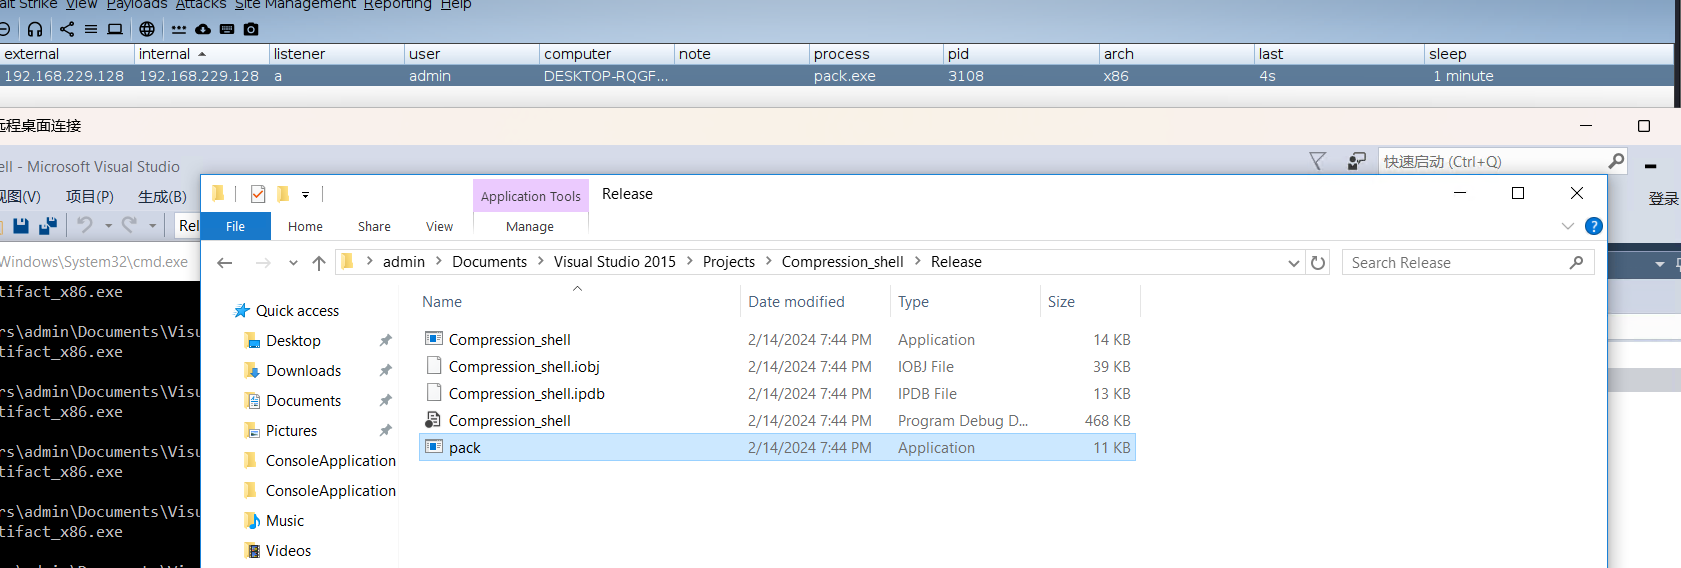 ait Strike View Payloads Attacks Site Management Reporting Help
external internal listener user computer note process pid arch last sleep
192.168.229.128 192.168.229.128 a admin DESKTOP-RQGF... pack.exe 3108 x86 4s 1 minute
远程桌面连接
ell - Microsoft Visual Studio
快速启动 (Ctrl+Q)
视图(V) 项目(P) 生成(B)
登录
Rel
Application Tools Release
File Home Share View Manage
Windows\System32\cmd.exe
admin Documents Visual Studio 2015 Projects Compression_shell Release
Search Release
tifact_x86.exe
rs\admin\Documents\Visu
tifact_x86.exe
rs\admin\Documents\Visu
tifact_x86.exe
rs\admin\Documents\Visu
tifact_x86.exe
rs\admin\Documents\Visu
tifact_x86.exe
Quick access
Desktop
Downloads
Documents
Pictures
ConsoleApplication
ConsoleApplication
Music
Videos
Name Date modified Type Size
Compression_shell 2/14/2024 7:44 PM Application 14 KB
Compression_shell.iobj 2/14/2024 7:44 PM IOBJ File 39 KB
Compression_shell.ipdb 2/14/2024 7:44 PM IPDB File 13 KB
Compression_shell 2/14/2024 7:44 PM Program Debug D... 468 KB
pack 2/14/2024 7:44 PM Application 11 KB